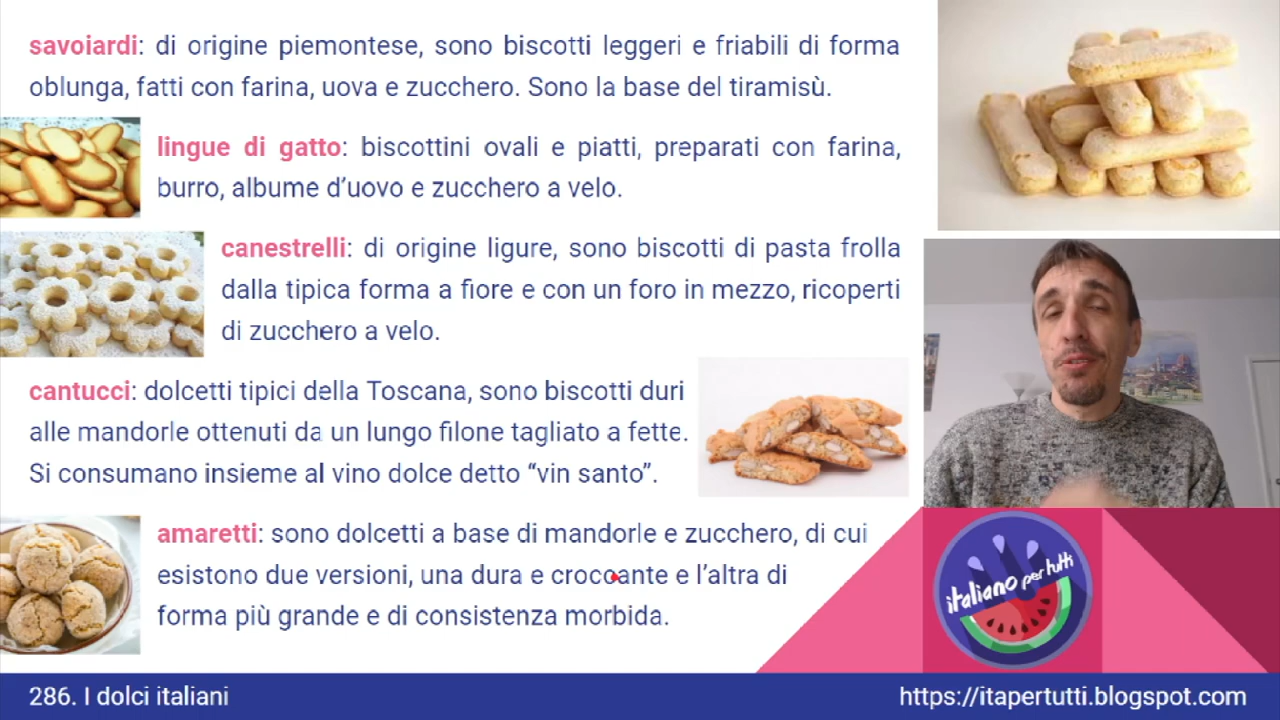 savoiardi: di origine piemontese, sono biscotti leggeri e friabili di forma
oblunga, fatti con farina, uova e zucchero. Sono la base del tiramisù.
lingue di gatto: biscottini ovali e piatti, preparati con farina,
burro, albume d’uovo e zucchero a velo.
canestrelli: di origine ligure, sono biscotti di pasta frolla
dalla tipica forma a fiore e con un foro in mezzo, ricoperti
di zucchero a velo.
cantucci: dolcetti tipici della Toscana, sono biscotti duri
alle mandorle ottenuti da un lungo filone tagliato a fette.
Si consumano insieme al vino dolce detto “vin santo”.
amaretti: sono dolcetti a base di mandorle e zucchero, di cui
esistono due versioni, una dura e croccante e l’altra di
forma più grande e di consistenza morbida.
italiano per tutti
286. I dolci italiani
https://itapertutti.blogspot.com